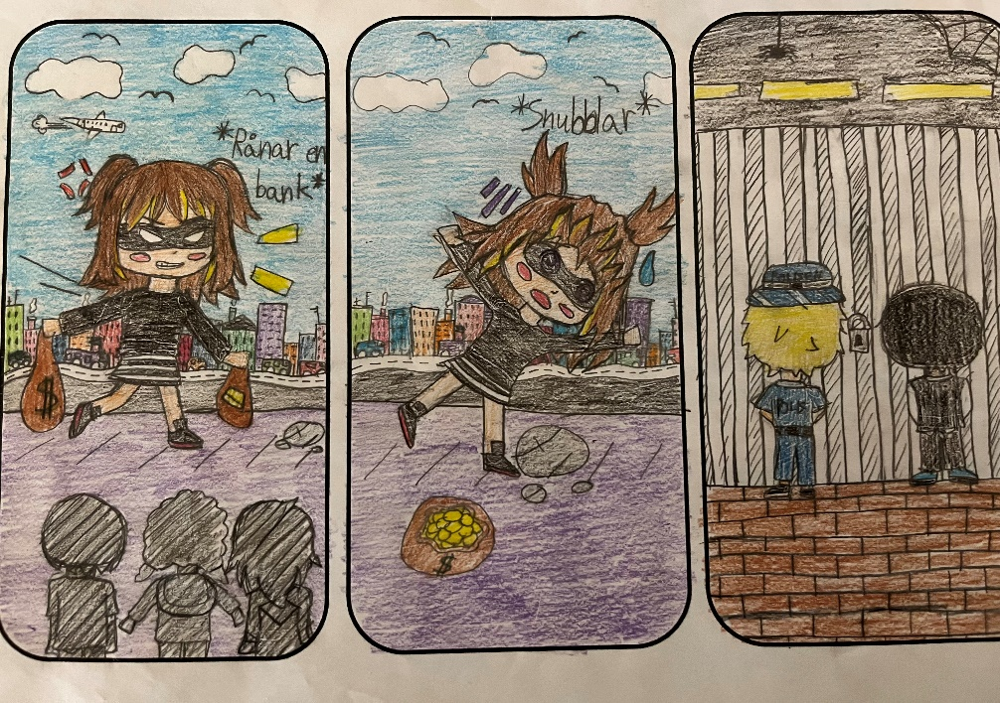 *Rånar en
bank*
$
*Snubblar*
$
POLIS